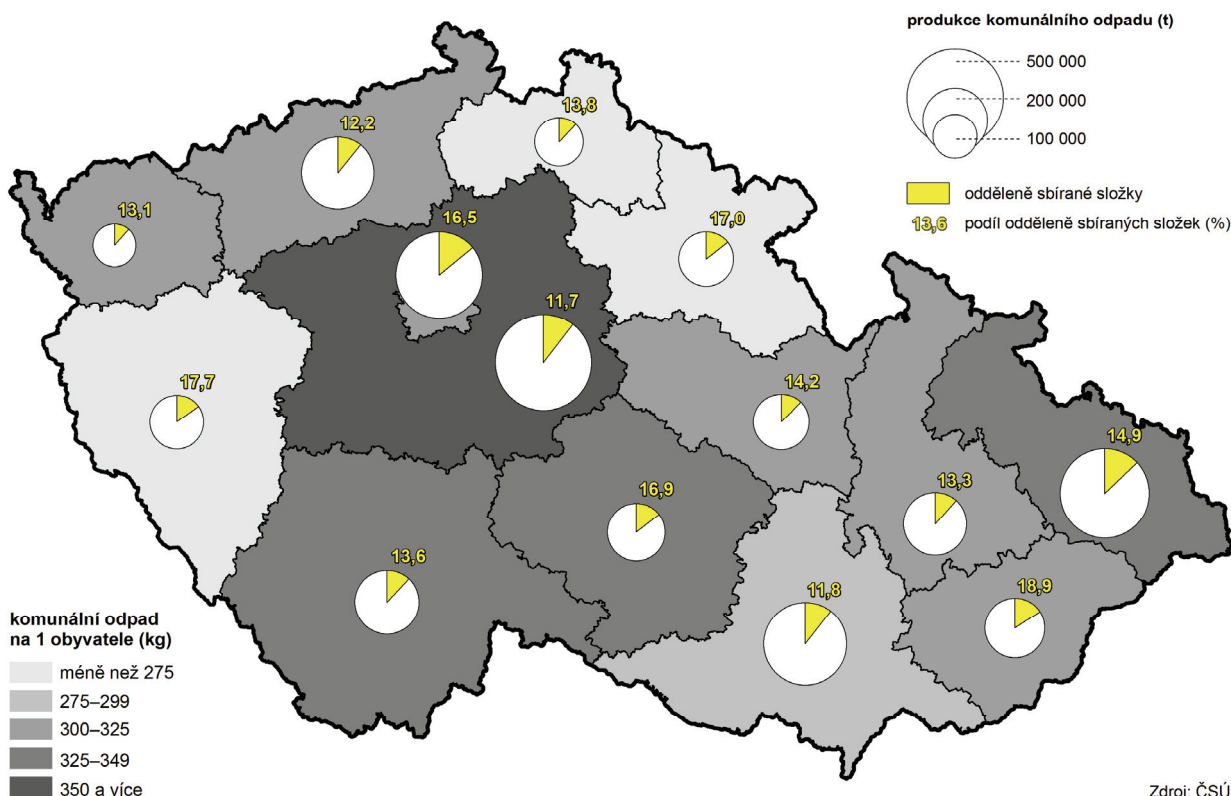 produkce komunálního odpadu (t)
500 000
200 000
100 000
odděleně sbírané složky
13,6 podíl odděleně sbíraných složek (%)
13,8
12,2
13,1
16,5
17,0
11,7
17,7
14,2
14,9
16,9
13,3
13,6
11,8
18,9
komunální odpad
na 1 obyvatele (kg)
méně než 275
275–299
300–325
325–349
350 a více
Zdroj: ČSÚ